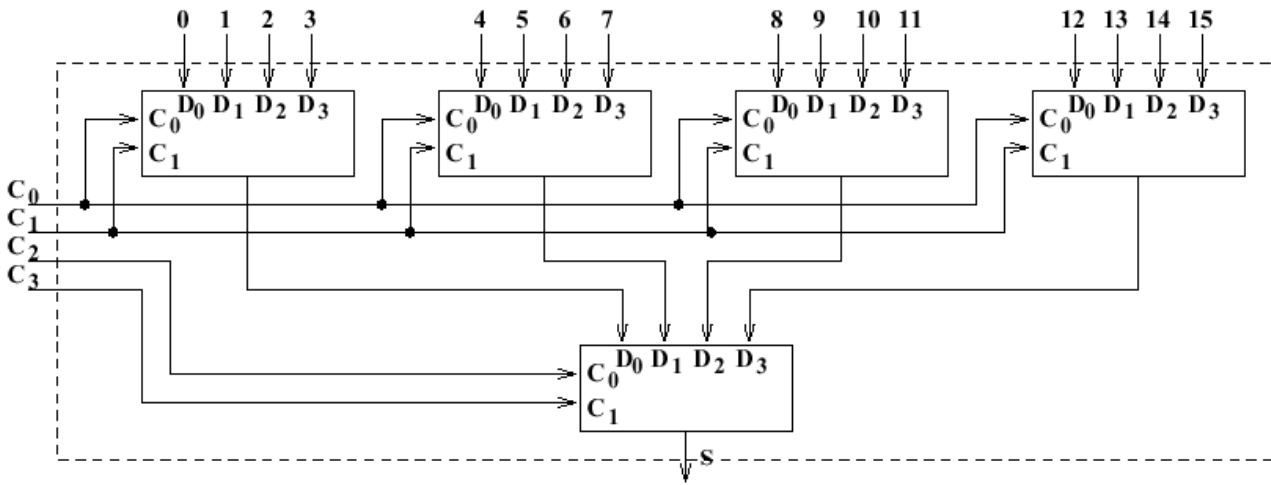 0 1 2 3 4 5 6 7 8 9 10 11 12 13 14 15
D0 D1 D2 D3 D0 D1 D2 D3 D0 D1 D2 D3 D0 D1 D2 D3
C0 C0 C0 C0
C1 C1 C1 C1
C0
C1
C2
C3
D0 D1 D2 D3
C0
C1
S